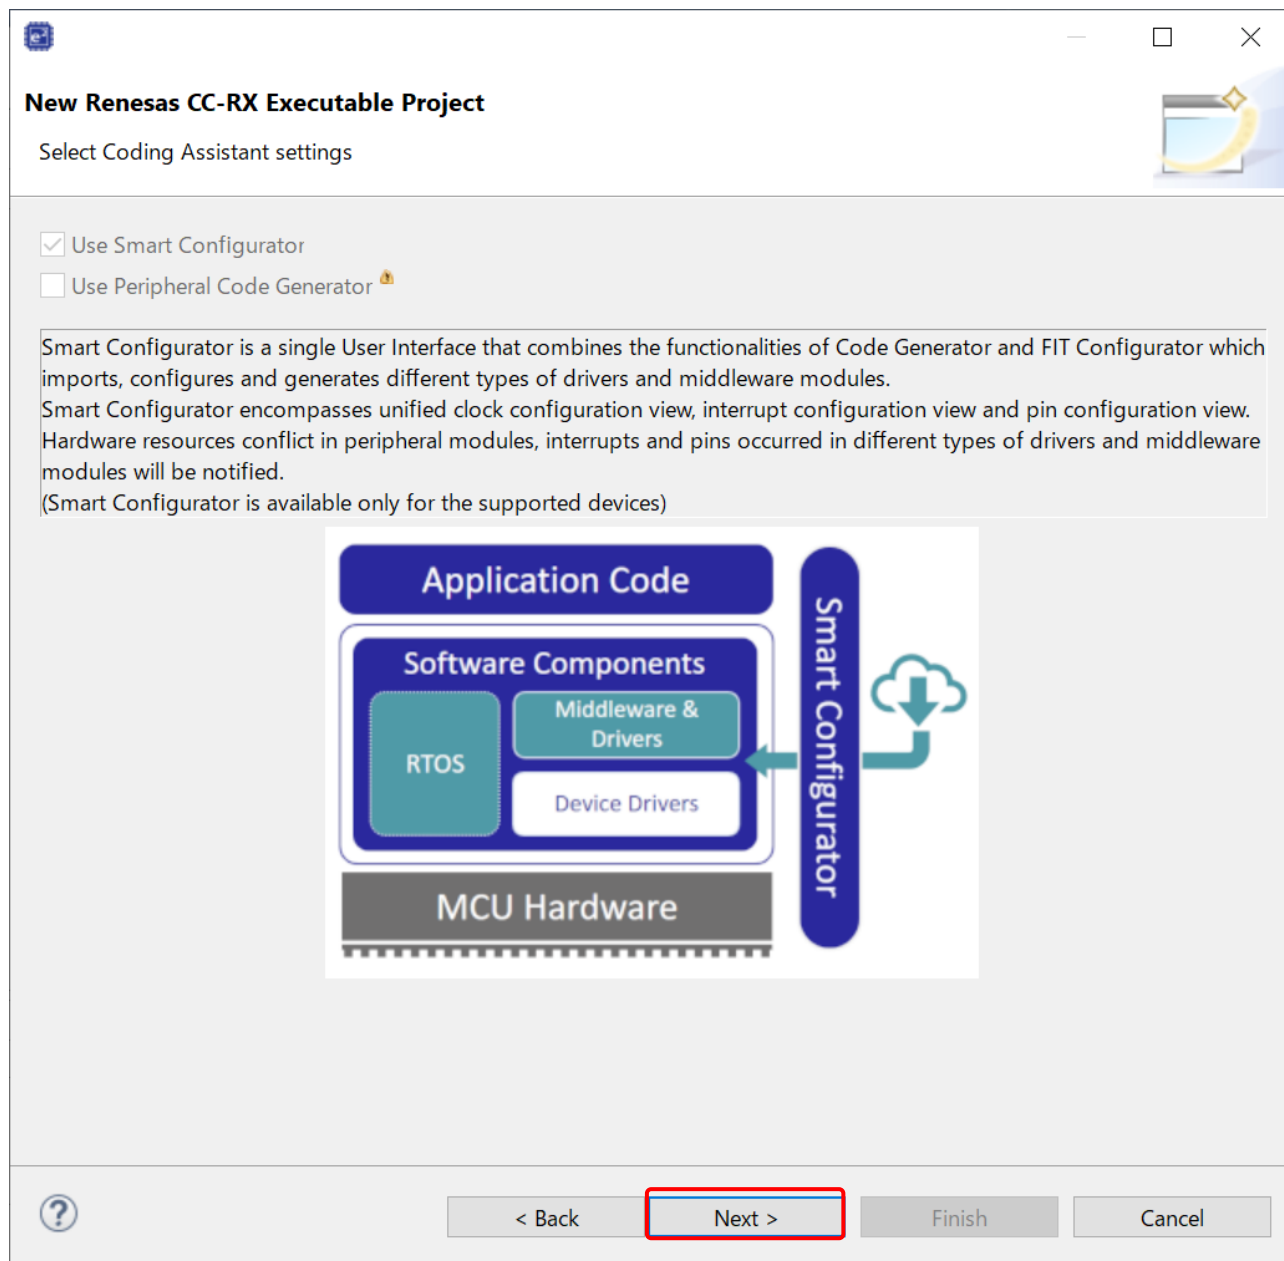 e²
New Renesas CC-RX Executable Project
Select Coding Assistant settings
Use Smart Configurator
Use Peripheral Code Generator
Smart Configurator is a single User Interface that combines the functionalities of Code Generator and FIT Configurator which
imports, configures and generates different types of drivers and middleware modules.
Smart Configurator encompasses unified clock configuration view, interrupt configuration view and pin configuration view.
Hardware resources conflict in peripheral modules, interrupts and pins occurred in different types of drivers and middleware
modules will be notified.
(Smart Configurator is available only for the supported devices)
Application Code
Software Components
RTOS
Middleware &
Drivers
Device Drivers
MCU Hardware
Smart Configurator
?
< Back
Next >
Finish
Cancel